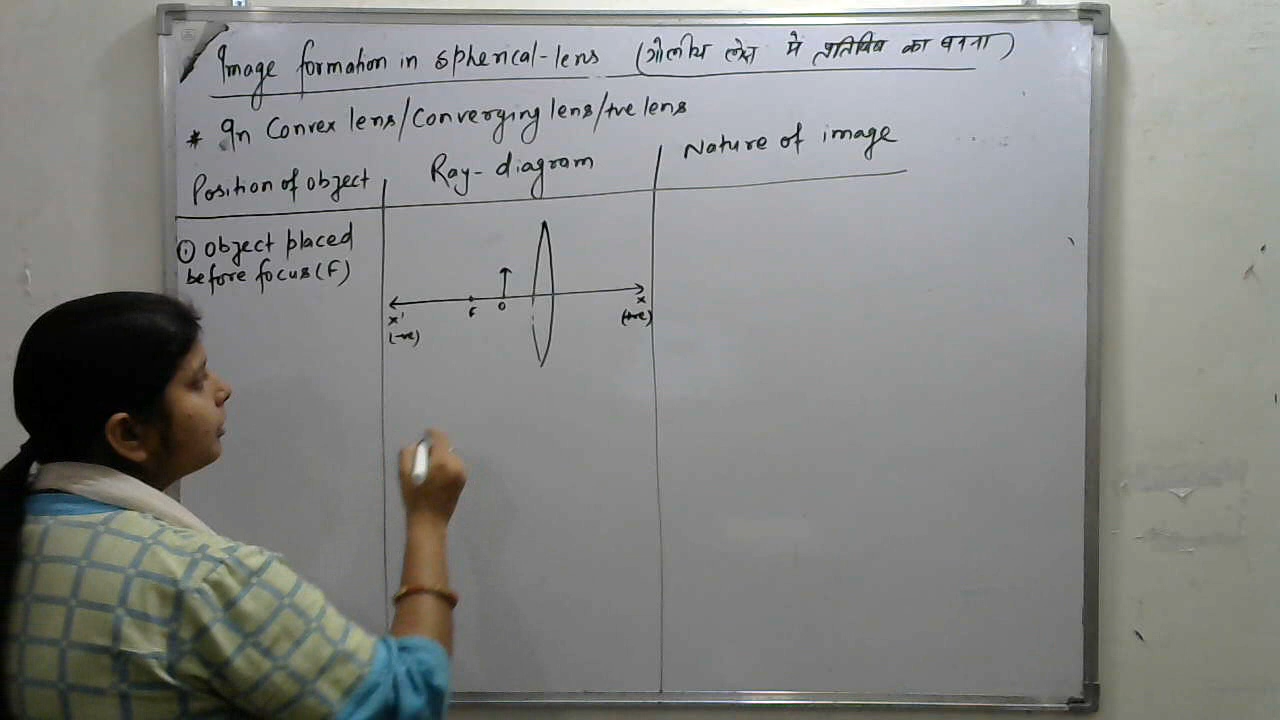 Image formation in spherical-lens (गोलीय लेंस मे प्रतिबिंब का बनना)
* In Convex lens/Converging lens/+ve lens
Position of object
Ray-diagram
Nature of image
① Object placed
before focus (F)
X'
(-ve)
F
O
X
(+ve)